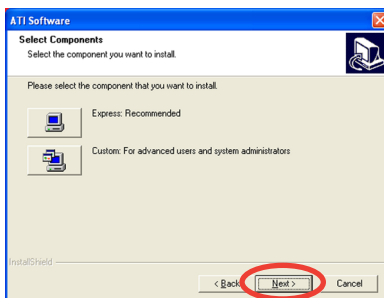 ATI Software
Select Components
Select the component you want to install.
Please select the component that you want to install.
Express: Recommended
Custom: For advanced users and system administrators
InstallShield
< Back Next > Cancel